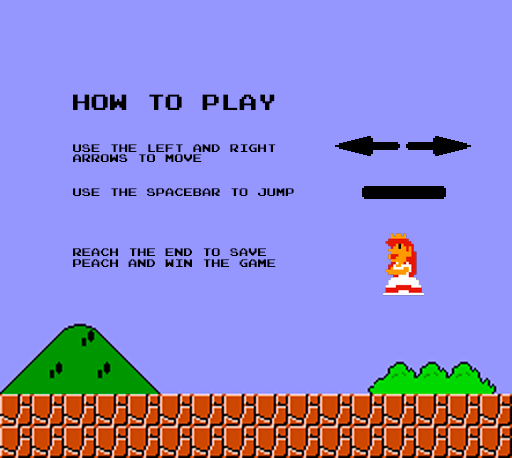 HOW TO PLAY
USE THE LEFT AND RIGHT
ARROWS TO MOVE
USE THE SPACEBAR TO JUMP
REACH THE END TO SAVE
PEACH AND WIN THE GAME